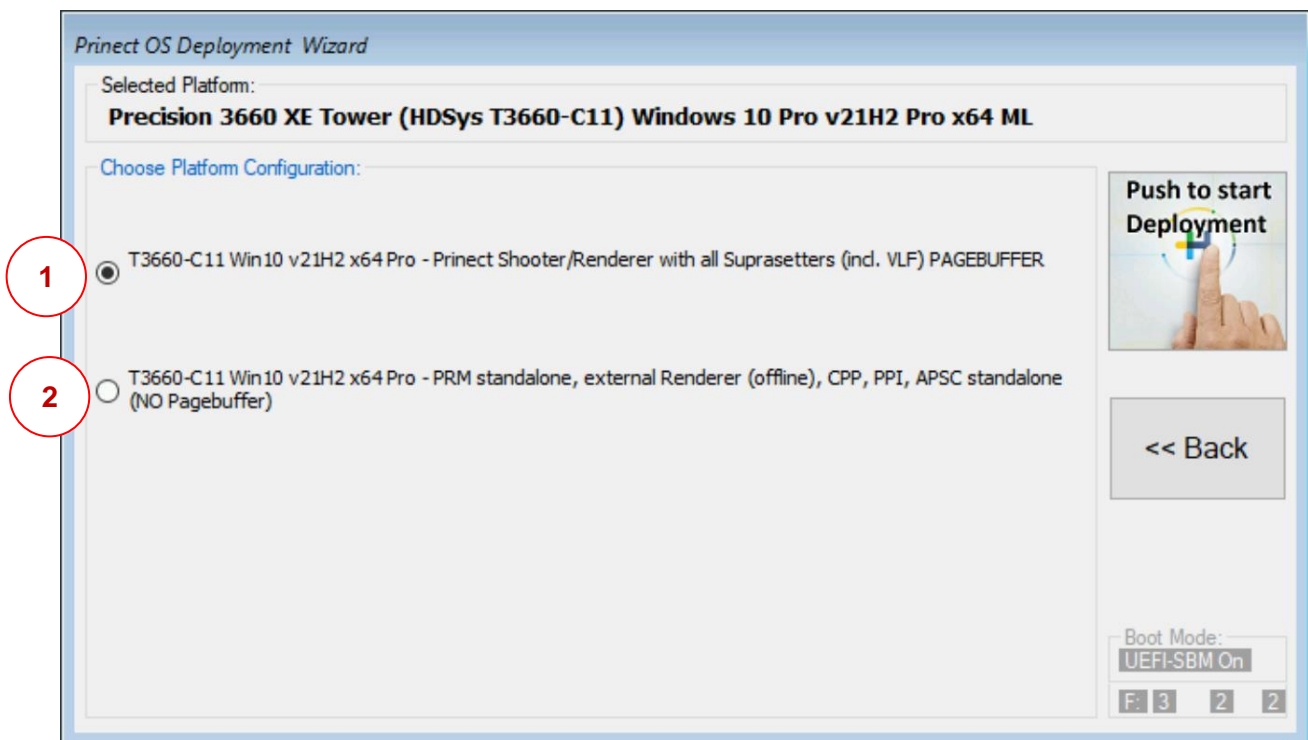 Prinect OS Deployment Wizard
Selected Platform:
Precision 3660 XE Tower (HDSys T3660-C11) Windows 10 Pro v21H2 Pro x64 ML
Choose Platform Configuration:
Push to start
Deployment
1
T3660-C11 Win10 v21H2 x64 Pro - Prinect Shooter/Renderer with all Suprasetters (incl. VLF) PAGEBUFFER
2
T3660-C11 Win10 v21H2 x64 Pro - PRM standalone, external Renderer (offline), CPP, PPI, APSC standalone
(NO Pagebuffer)
<< Back
Boot Mode:
UEFI-SBM On
F: 3 2 2